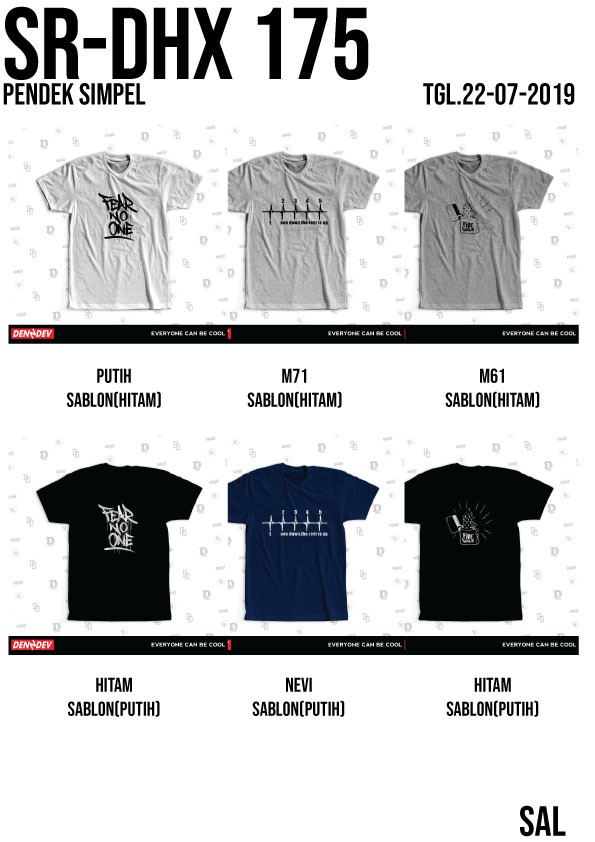 SR-DHX 175
PENDEK SIMPEL
TGL.22-07-2019
FEAR
NO
ONE
2 3 4 5
1 one down,the rest is up
FIRE
WALK
DENNDEV
EVERYONE CAN BE COOL
EVERYONE CAN BE COOL
EVERYONE CAN BE COOL
PUTIH
SABLON(HITAM)
M71
SABLON(HITAM)
M61
SABLON(HITAM)
FEAR
NO
ONE
2 3 4 5
1 one down,the rest is up
FIRE
WALK
DENNDEV
EVERYONE CAN BE COOL
EVERYONE CAN BE COOL
EVERYONE CAN BE COOL
HITAM
SABLON(PUTIH)
NEVI
SABLON(PUTIH)
HITAM
SABLON(PUTIH)
SAL